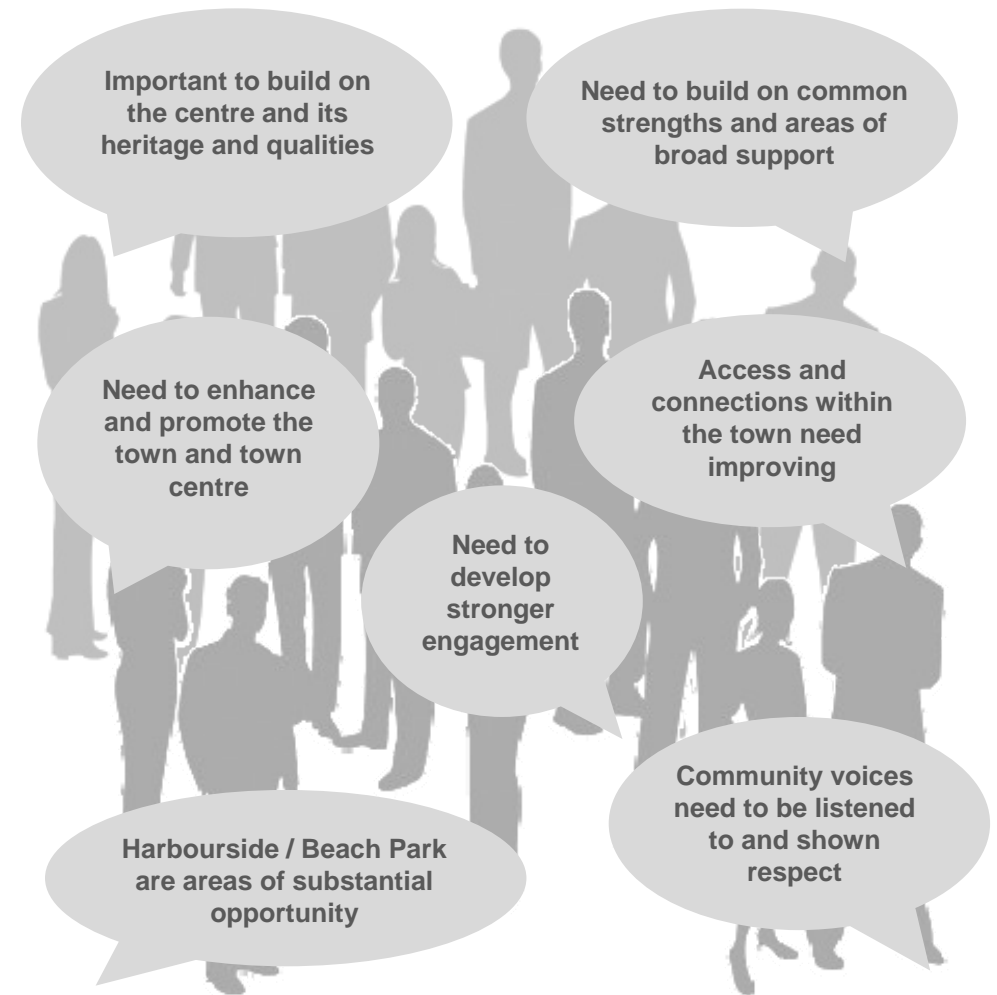 Important to build on
the centre and its
heritage and qualities
Need to build on common
strengths and areas of
broad support
Need to enhance
and promote the
town and town
centre
Access and
connections within
the town need
improving
Need to
develop
stronger
engagement
Community voices
need to be listened
to and shown
respect
Harbourside / Beach Park
are areas of substantial
opportunity